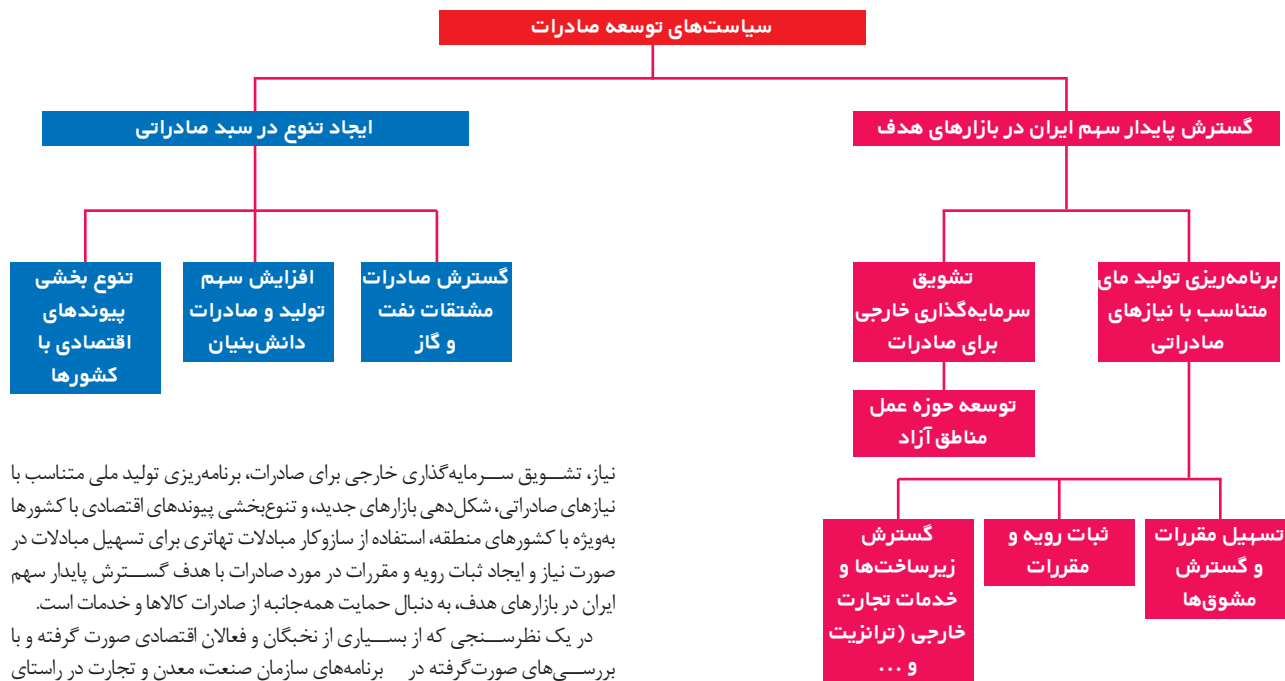 سیاست‌های توسعه صادرات
گسترش پایدار سهم ایران در بازارهای هدف
ایجاد تنوع در سبد صادراتی
برنامه‌ریزی تولید مای
متناسب با نیازهای
صادراتی
تشویق
سرمایه‌گذاری خارجی
برای صادرات
توسعه حوزه عمل
مناطق آزاد
تسهیل مقررات
و گسترش
مشوق‌ها
ثبات رویه و
مقررات
گسترش
زیرساخت‌ها و
خدمات تجارت
خارجی (ترانزیت
و ...
گسترش صادرات
مشتقات نفت
و گاز
افزایش سهم
تولید و صادرات
دانش‌بنیان
تنوع بخشی
پیوندهای
اقتصادی با
کشورها
نیاز، تشویق سرمایه‌گذاری خارجی برای صادرات، برنامه‌ریزی تولید ملی متناسب با
نیازهای صادراتی، شکل‌دهی بازارهای جدید، و تنوع‌بخشی پیوندهای اقتصادی با کشورها
به‌ویژه با کشورهای منطقه، استفاده از سازوکار مبادلات تهاتری برای تسهیل مبادلات در
صورت نیاز و ایجاد ثبات رویه و مقررات در مورد صادرات با هدف گسترش پایدار سهم
ایران در بازارهای هدف، به دنبال حمایت همه‌جانبه از صادرات کالاها و خدمات است.
در یک نظرسنجی که از بسیاری از نخبگان و فعالان اقتصادی صورت گرفته و با
بررسی‌های صورت‌گرفته در برنامه‌های سازمان صنعت، معدن و تجارت در راستای